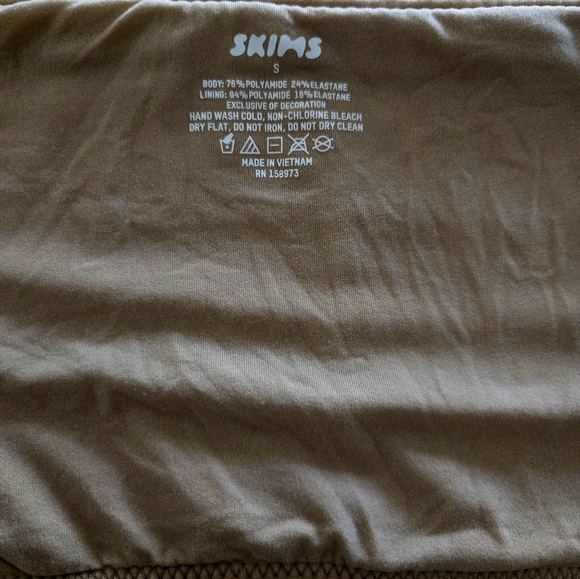 SKIMS
S
BODY: 76% POLYAMIDE 24% ELASTANE
LINING: 84% POLYAMIDE 18% ELASTANE
EXCLUSIVE OF DECORATION
HAND WASH COLD, NON-CHLORINE BLEACH
DRY FLAT, DO NOT IRON, DO NOT DRY CLEAN
MADE IN VIETNAM
RN 158973